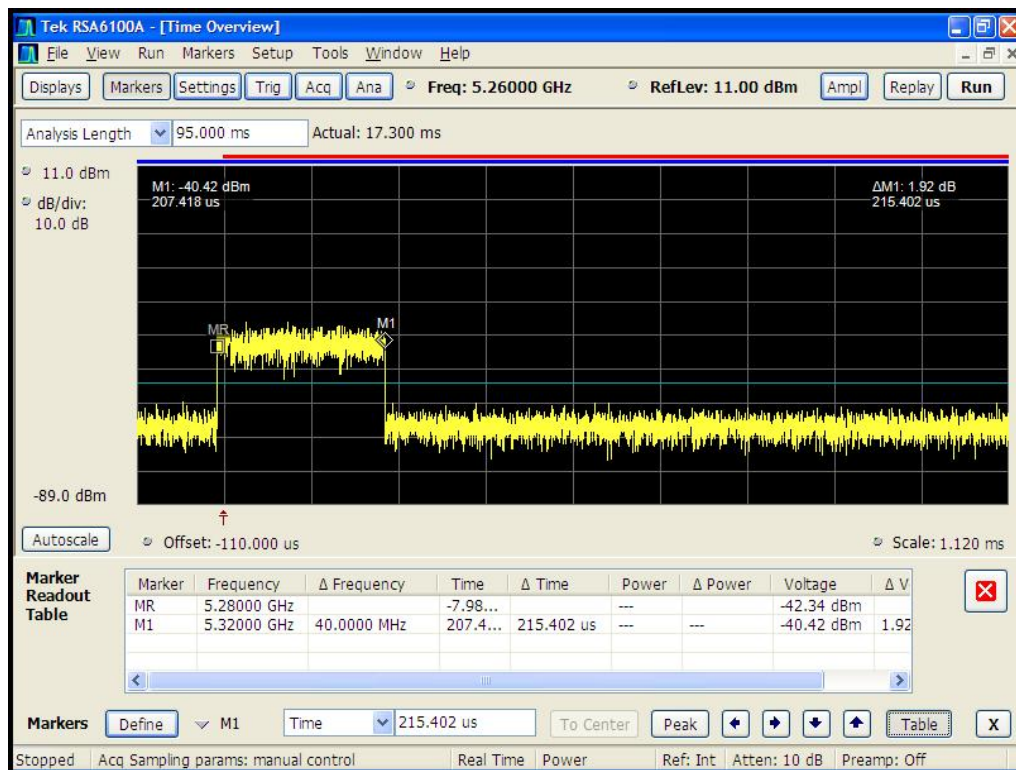 Tek RSA6100A - [Time Overview]
File View Run Markers Setup Tools Window Help
Displays Markers Settings Trig Acq Ana Freq: 5.26000 GHz RefLev: 11.00 dBm Ampl Replay Run
Analysis Length 95.000 ms Actual: 17.300 ms
11.0 dBm
dB/div:
10.0 dB
M1: -40.42 dBm
207.418 us
ΔM1: 1.92 dB
215.402 us
MR
M1
-89.0 dBm
Autoscale Offset: -110.000 us Scale: 1.120 ms
Marker
Readout
Table
Marker Frequency Δ Frequency Time Δ Time Power Δ Power Voltage Δ V
MR 5.28000 GHz -7.98... --- -42.34 dBm
M1 5.32000 GHz 40.0000 MHz 207.4... 215.402 us --- --- -40.42 dBm 1.92
Markers Define M1 Time 215.402 us To Center Peak Table X
Stopped Acq Sampling params: manual control Real Time Power Ref: Int Atten: 10 dB Preamp: Off